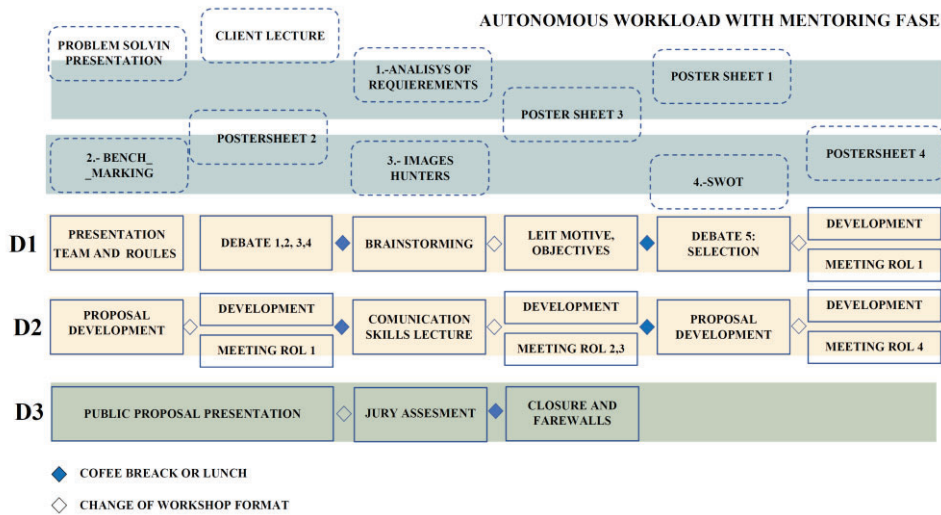 AUTONOMOUS WORKLOAD WITH MENTORING FASE
PROBLEM SOLVIN
PRESENTATION
CLIENT LECTURE
1.-ANALISYS OF
REQUIEREMENTS
POSTER SHEET 1
POSTERSHEET 2
POSTER SHEET 3
2.- BENCH_
_MARKING
3.- IMAGES
HUNTERS
4.-SWOT
POSTERSHEET 4
D1
PRESENTATION
TEAM AND ROULES
DEBATE 1,2, 3,4
BRAINSTORMING
LEIT MOTIVE,
OBJECTIVES
DEBATE 5:
SELECTION
DEVELOPMENT
MEETING ROL 1
D2
PROPOSAL
DEVELOPMENT
DEVELOPMENT
MEETING ROL 1
COMUNICATION
SKILLS LECTURE
DEVELOPMENT
MEETING ROL 2,3
PROPOSAL
DEVELOPMENT
DEVELOPMENT
MEETING ROL 4
D3
PUBLIC PROPOSAL PRESENTATION
JURY ASSESMENT
CLOSURE AND
FAREWALLS
COFEE BREACK OR LUNCH
CHANGE OF WORKSHOP FORMAT